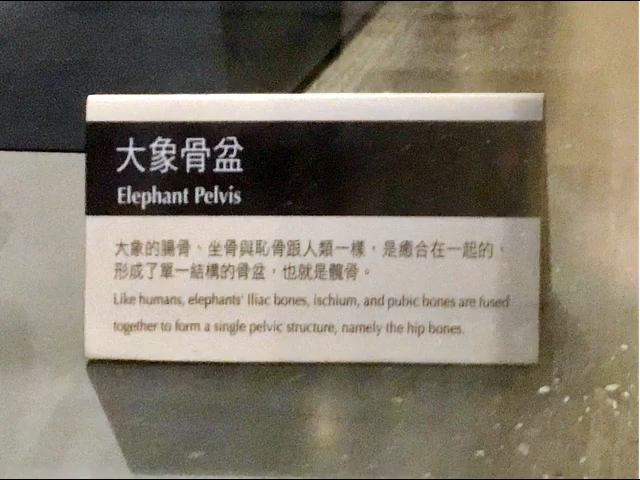 大象骨盆
Elephant Pelvis
大象的腸骨、坐骨與恥骨跟人類一樣，是癒合在一起的，
形成了單一結構的骨盆，也就是髖骨。
Like humans, elephants' Iliac bones, ischium, and pubic bones are fused
together to form a single pelvic structure, namely the hip bones.